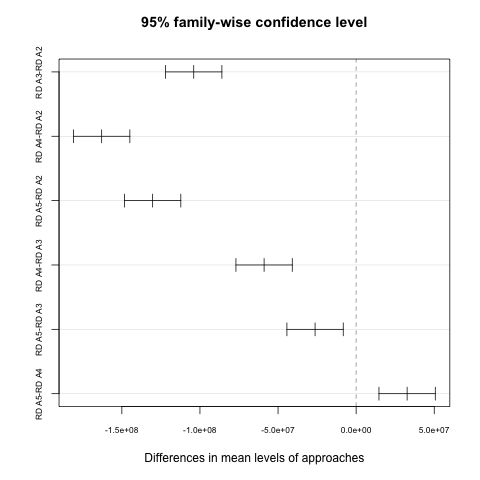 95% family-wise confidence level
RD A3-RD A2
RD A4-RD A2
RD A5-RD A2
RD A4-RD A3
RD A5-RD A3
RD A5-RD A4
-1.5e+08 -1.0e+08 -5.0e+07 0.0e+00 5.0e+07
Differences in mean levels of approaches